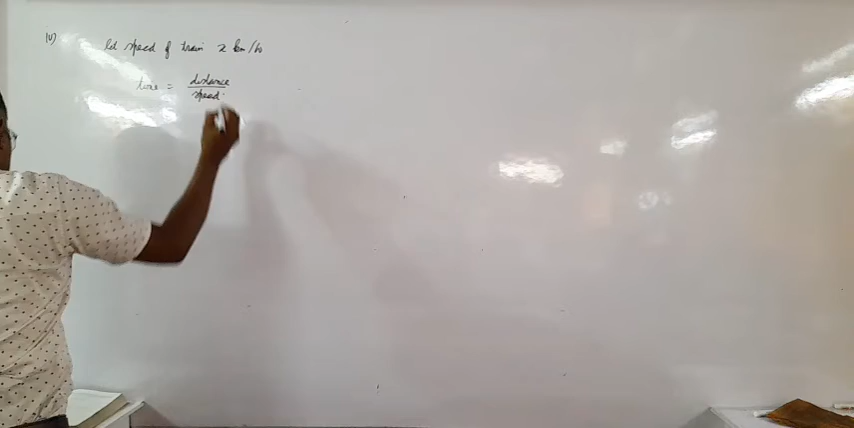 iv) let speed of train x km/h
time = distance
speed